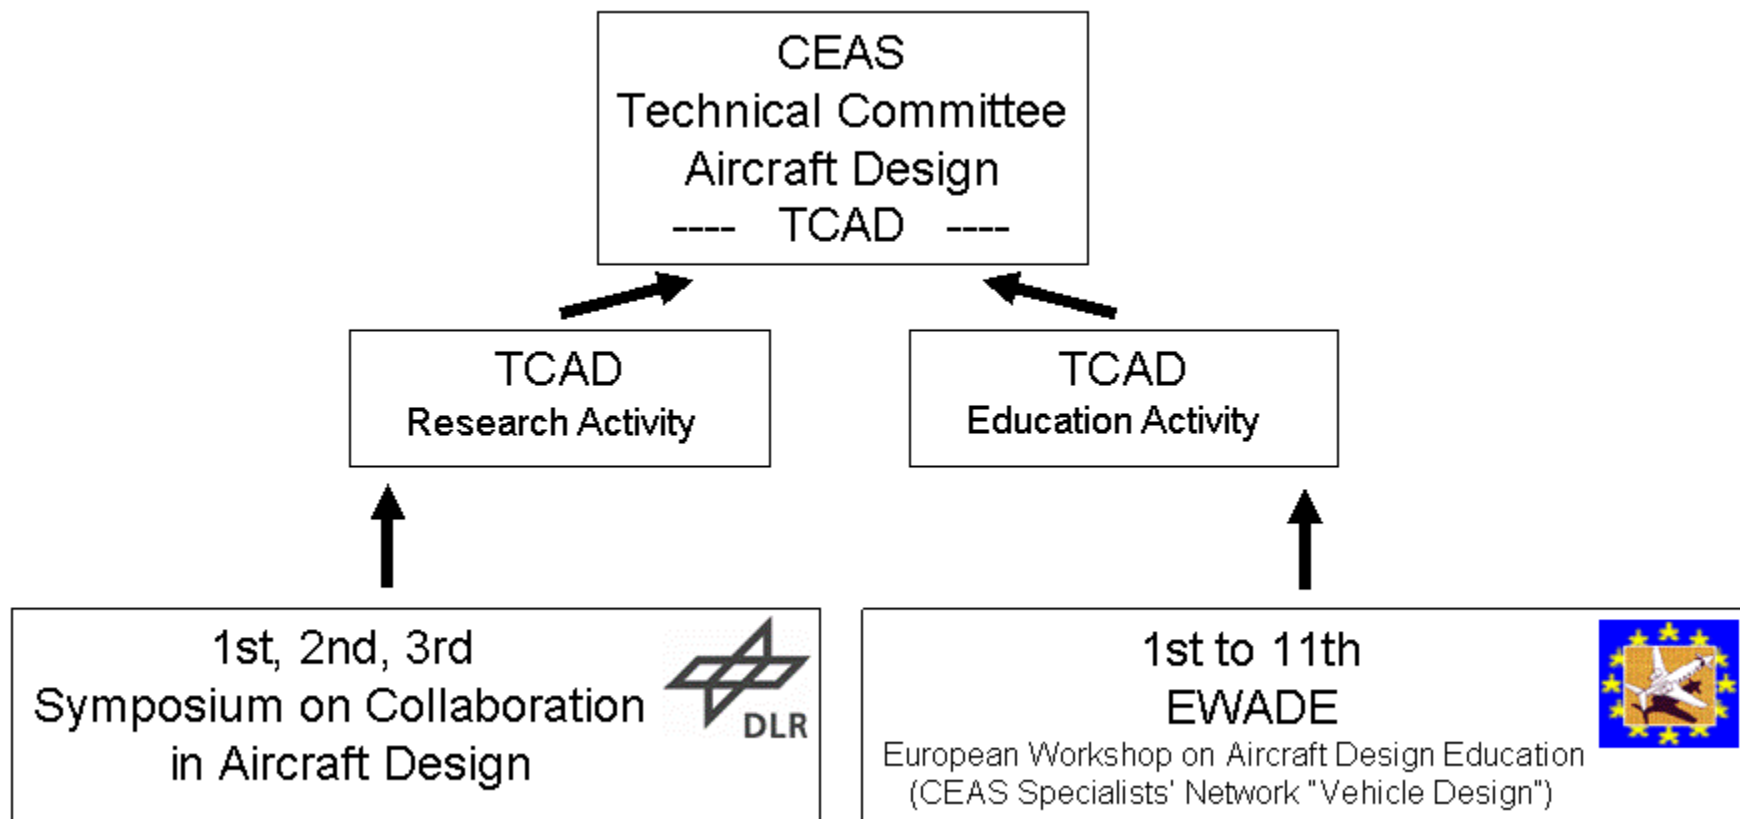 CEAS
Technical Committee
Aircraft Design
---- TCAD ----
TCAD
Research Activity
TCAD
Education Activity
1st, 2nd, 3rd
Symposium on Collaboration
in Aircraft Design
DLR
1st to 11th
EWADE
European Workshop on Aircraft Design Education
(CEAS Specialists' Network "Vehicle Design")